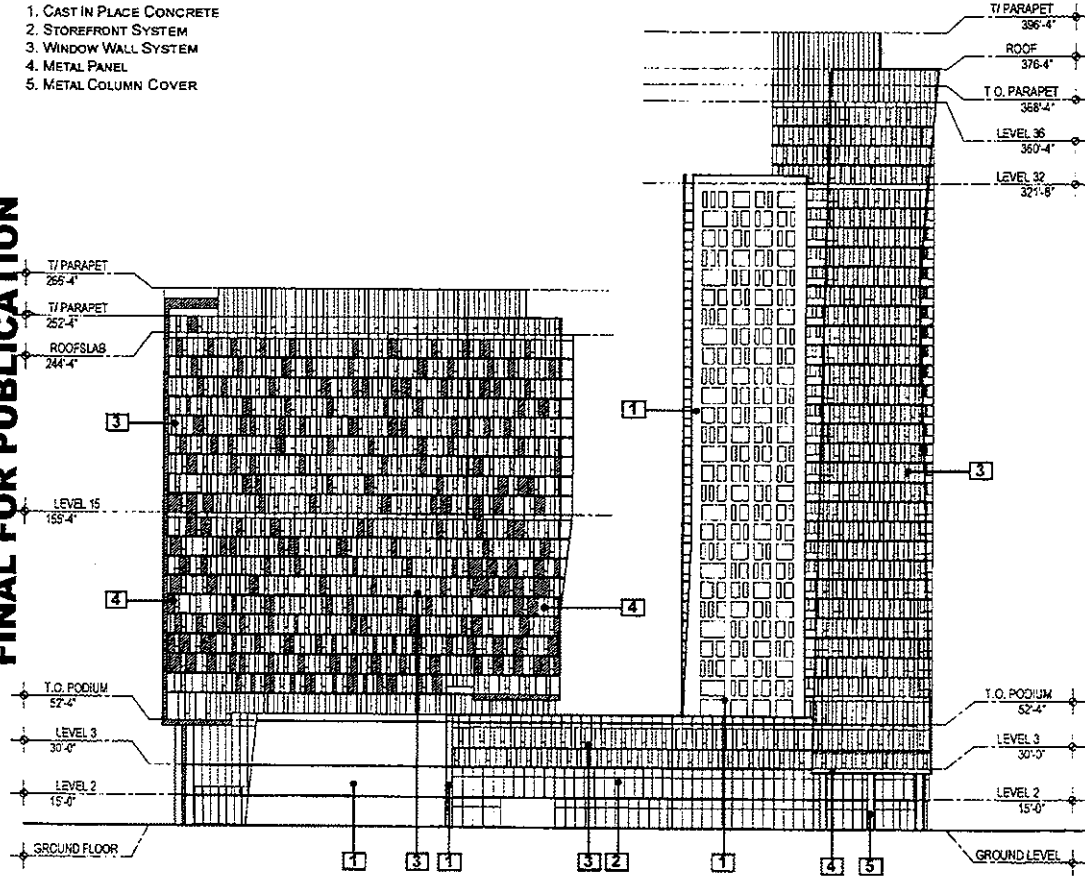 1. CAST IN PLACE CONCRETE
2. STOREFRONT SYSTEM
3. WINDOW WALL SYSTEM
4. METAL PANEL
5. METAL COLUMN COVER
FINAL FOR PUBLICATION
T/ PARAPET
396'-4"
ROOF
376-4"
T.O. PARAPET
368'-4"
LEVEL 36
360'-4"
LEVEL 32
321'-8"
T/ PARAPET
266'-4"
T/ PARAPET
252'-4"
ROOFSLAB
244'-4"
3
1
3
LEVEL 15
155'-4"
4
4
T.O. PODIUM
52'-4"
LEVEL 3
30'-0"
LEVEL 2
15'-0"
GROUND FLOOR
T.O. PODIUM
52'-4"
LEVEL 3
30'-0"
LEVEL 2
15'-0"
GROUND LEVEL
1
3
1
3
2
1
4
5